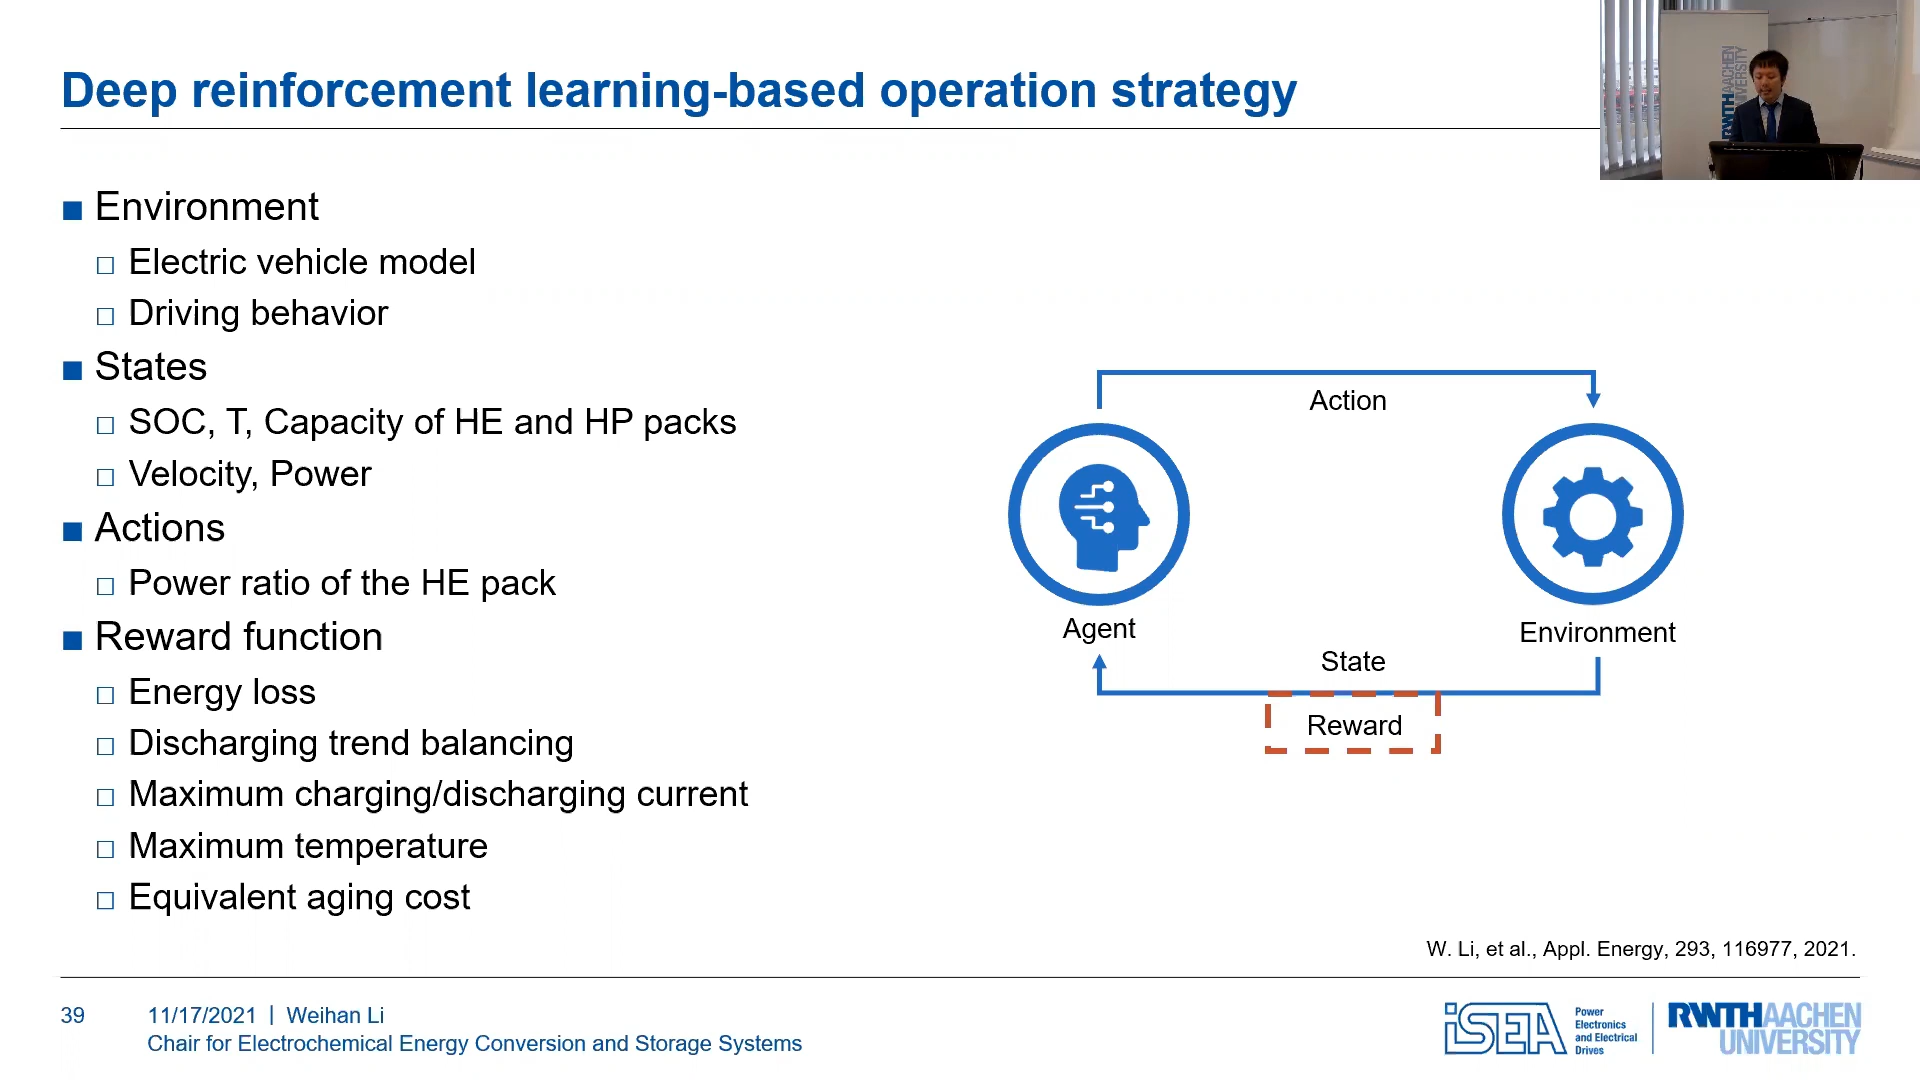 Deep reinforcement learning-based operation strategy
RWTH AACHEN
UNIVERSITY
Environment
Electric vehicle model
Driving behavior
States
SOC, T, Capacity of HE and HP packs
Velocity, Power
Actions
Power ratio of the HE pack
Reward function
Energy loss
Discharging trend balancing
Maximum charging/discharging current
Maximum temperature
Equivalent aging cost
Action
Agent
Environment
State
Reward
W. Li, et al., Appl. Energy, 293, 116977, 2021.
39
11/17/2021 | Weihan Li
Chair for Electrochemical Energy Conversion and Storage Systems
iSEA
Power
Electronics
and Electrical
Drives
RWTHAACHEN
UNIVERSITY